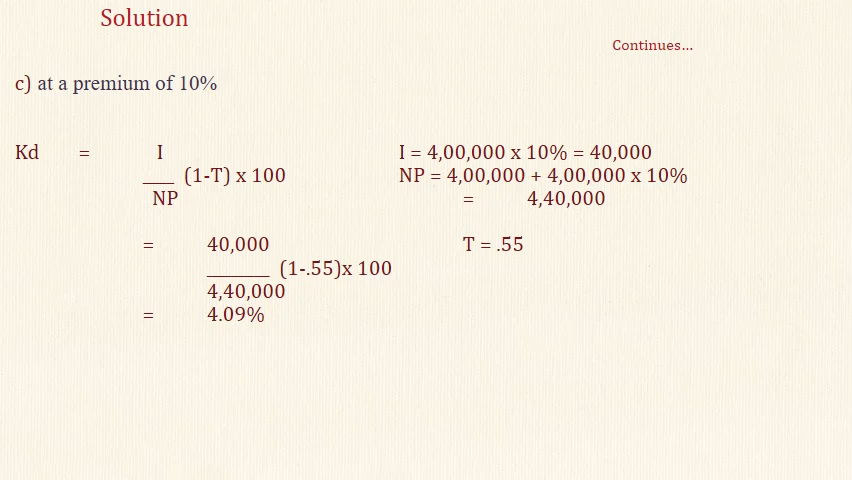 Solution
Continues...
c) at a premium of 10%
Kd = I
____ (1-T) x 100
NP
I = 4,00,000 x 10% = 40,000
NP = 4,00,000 + 4,00,000 x 10%
= 4,40,000
= 40,000
________ (1-.55)x 100
4,40,000
T = .55
= 4.09%